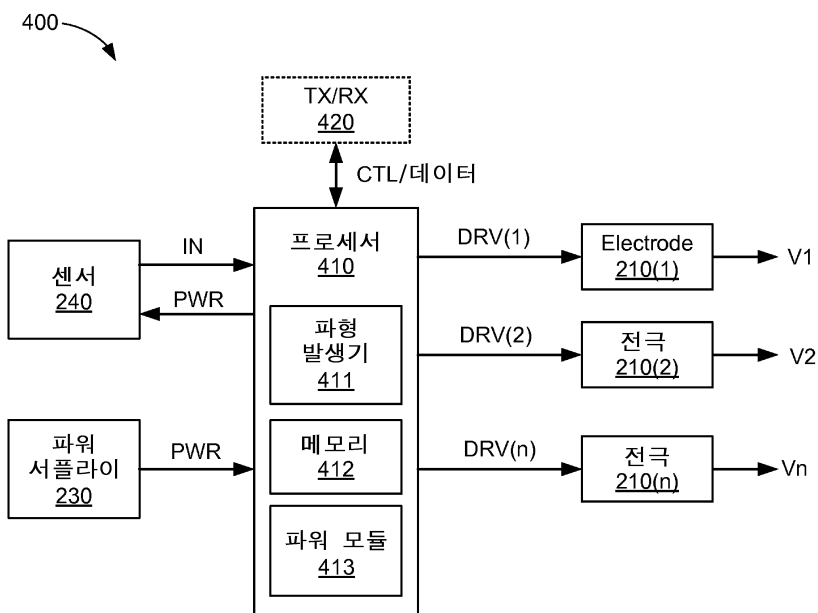 400
TX/RX
420
CTL/데이터
센서
240
IN
PWR
프로세서
410
DRV(1)
Electrode
210(1)
V1
파형
발생기
411
DRV(2)
전극
210(2)
V2
파워
서플라이
230
PWR
메모리
412
DRV(n)
전극
210(n)
Vn
파워 모듈
413